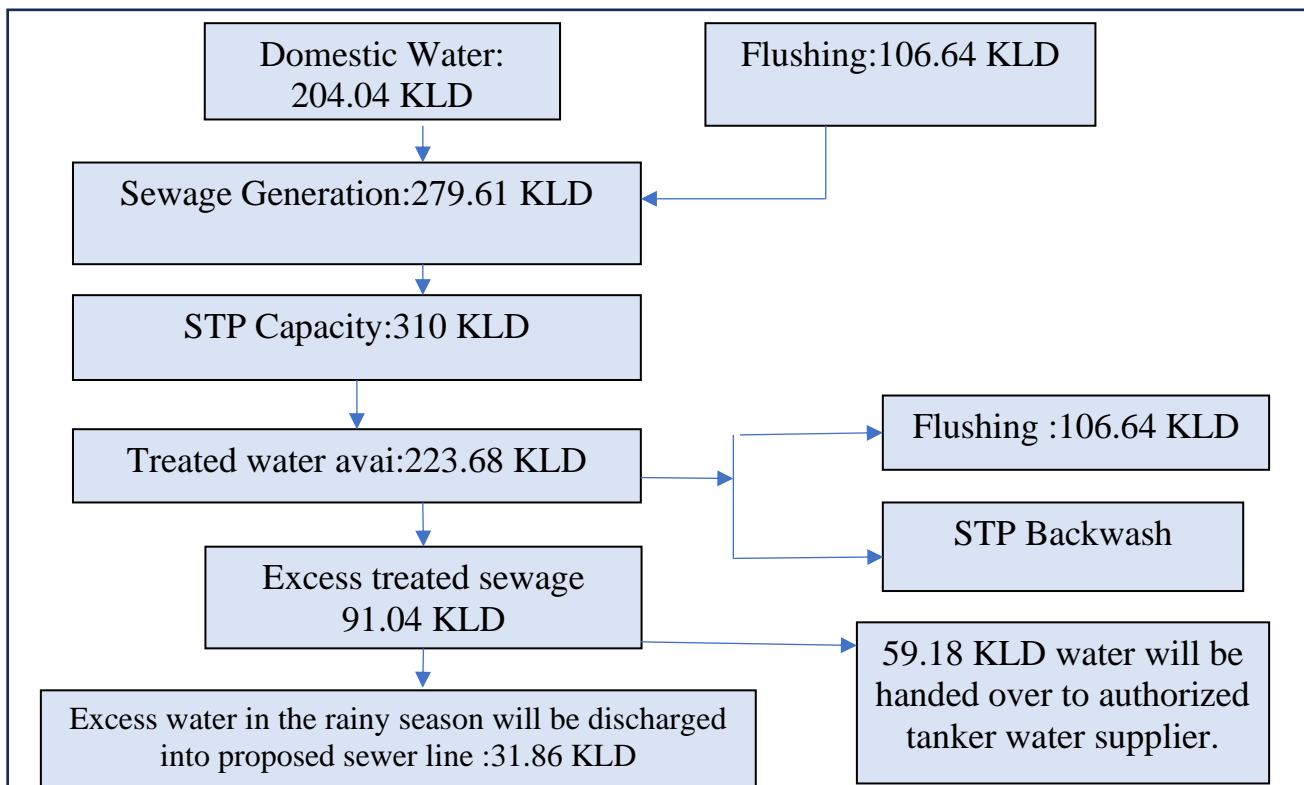 Domestic Water:
204.04 KLD
Flushing:106.64 KLD
Sewage Generation:279.61 KLD
STP Capacity:310 KLD
Treated water avai:223.68 KLD
Flushing :106.64 KLD
STP Backwash
Excess treated sewage
91.04 KLD
59.18 KLD water will be
handed over to authorized
tanker water supplier.
Excess water in the rainy season will be discharged
into proposed sewer line :31.86 KLD